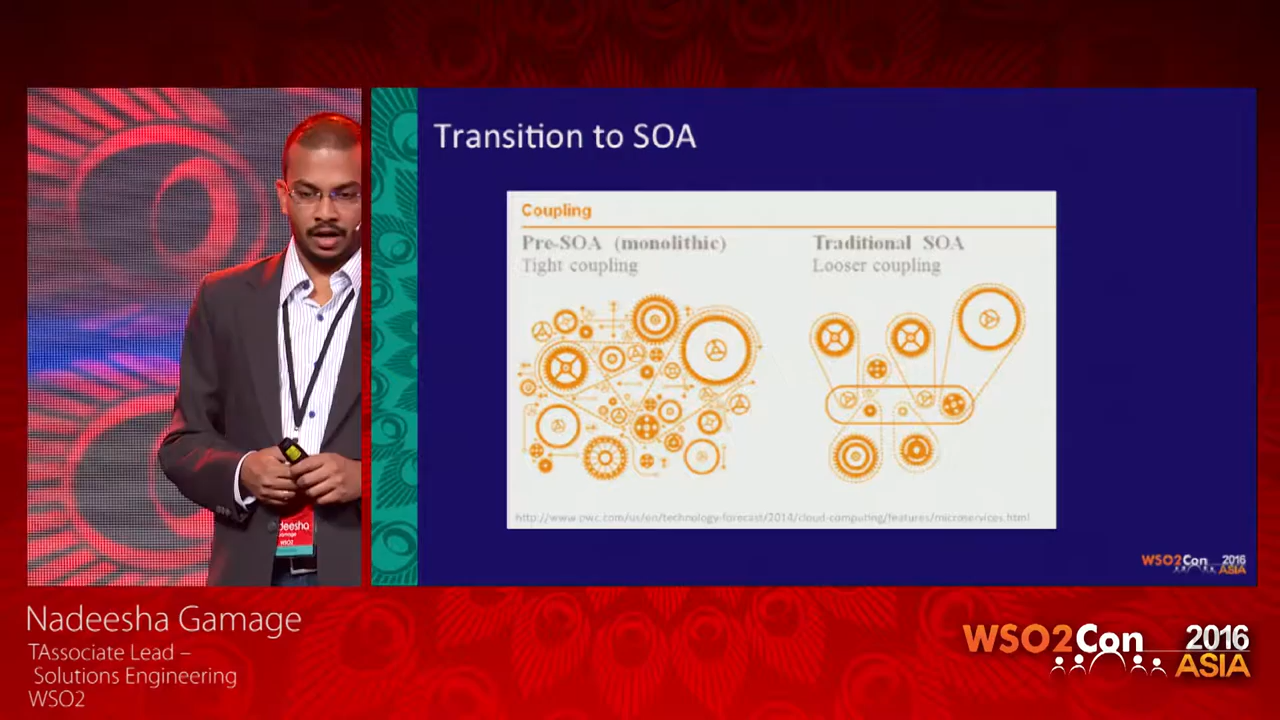 Transition to SOA
Coupling
Pre-SOA (monolithic)
Tight coupling
Traditional SOA
Looser coupling
http://www.pwc.com/us/en/technology-forecast/2014/cloud-computing/features/microservices.html
WSO2Con 2016
ASIA
deesha
WSO2
Nadeesha Gamage
TAssociate Lead –
Solutions Engineering
WSO2
WSO2Con 2016
ASIA